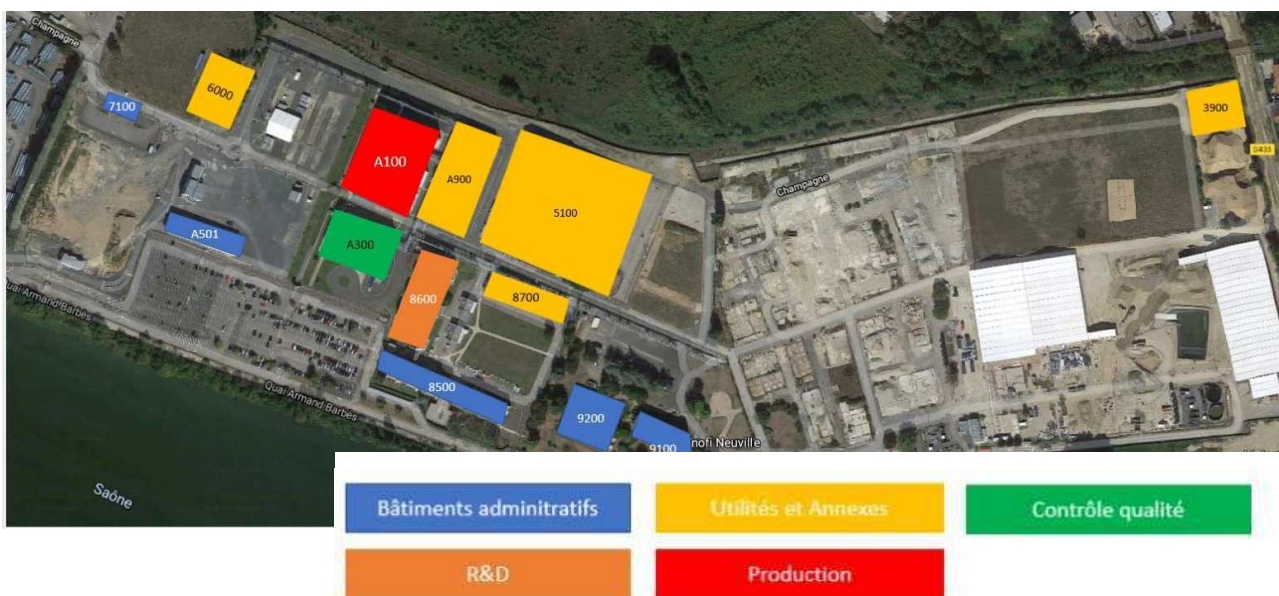 Champagne
6000
7100
3900
D433
A100
A900
Champagne
5100
A501
A300
8600
8700
Quai Armand Barbès
8500
Quai Armand Barbès
9200
9100
nofi Neuville
Saône
Bâtiments adminitratifs
Utilités et Annexes
Contrôle qualité
R&D
Production